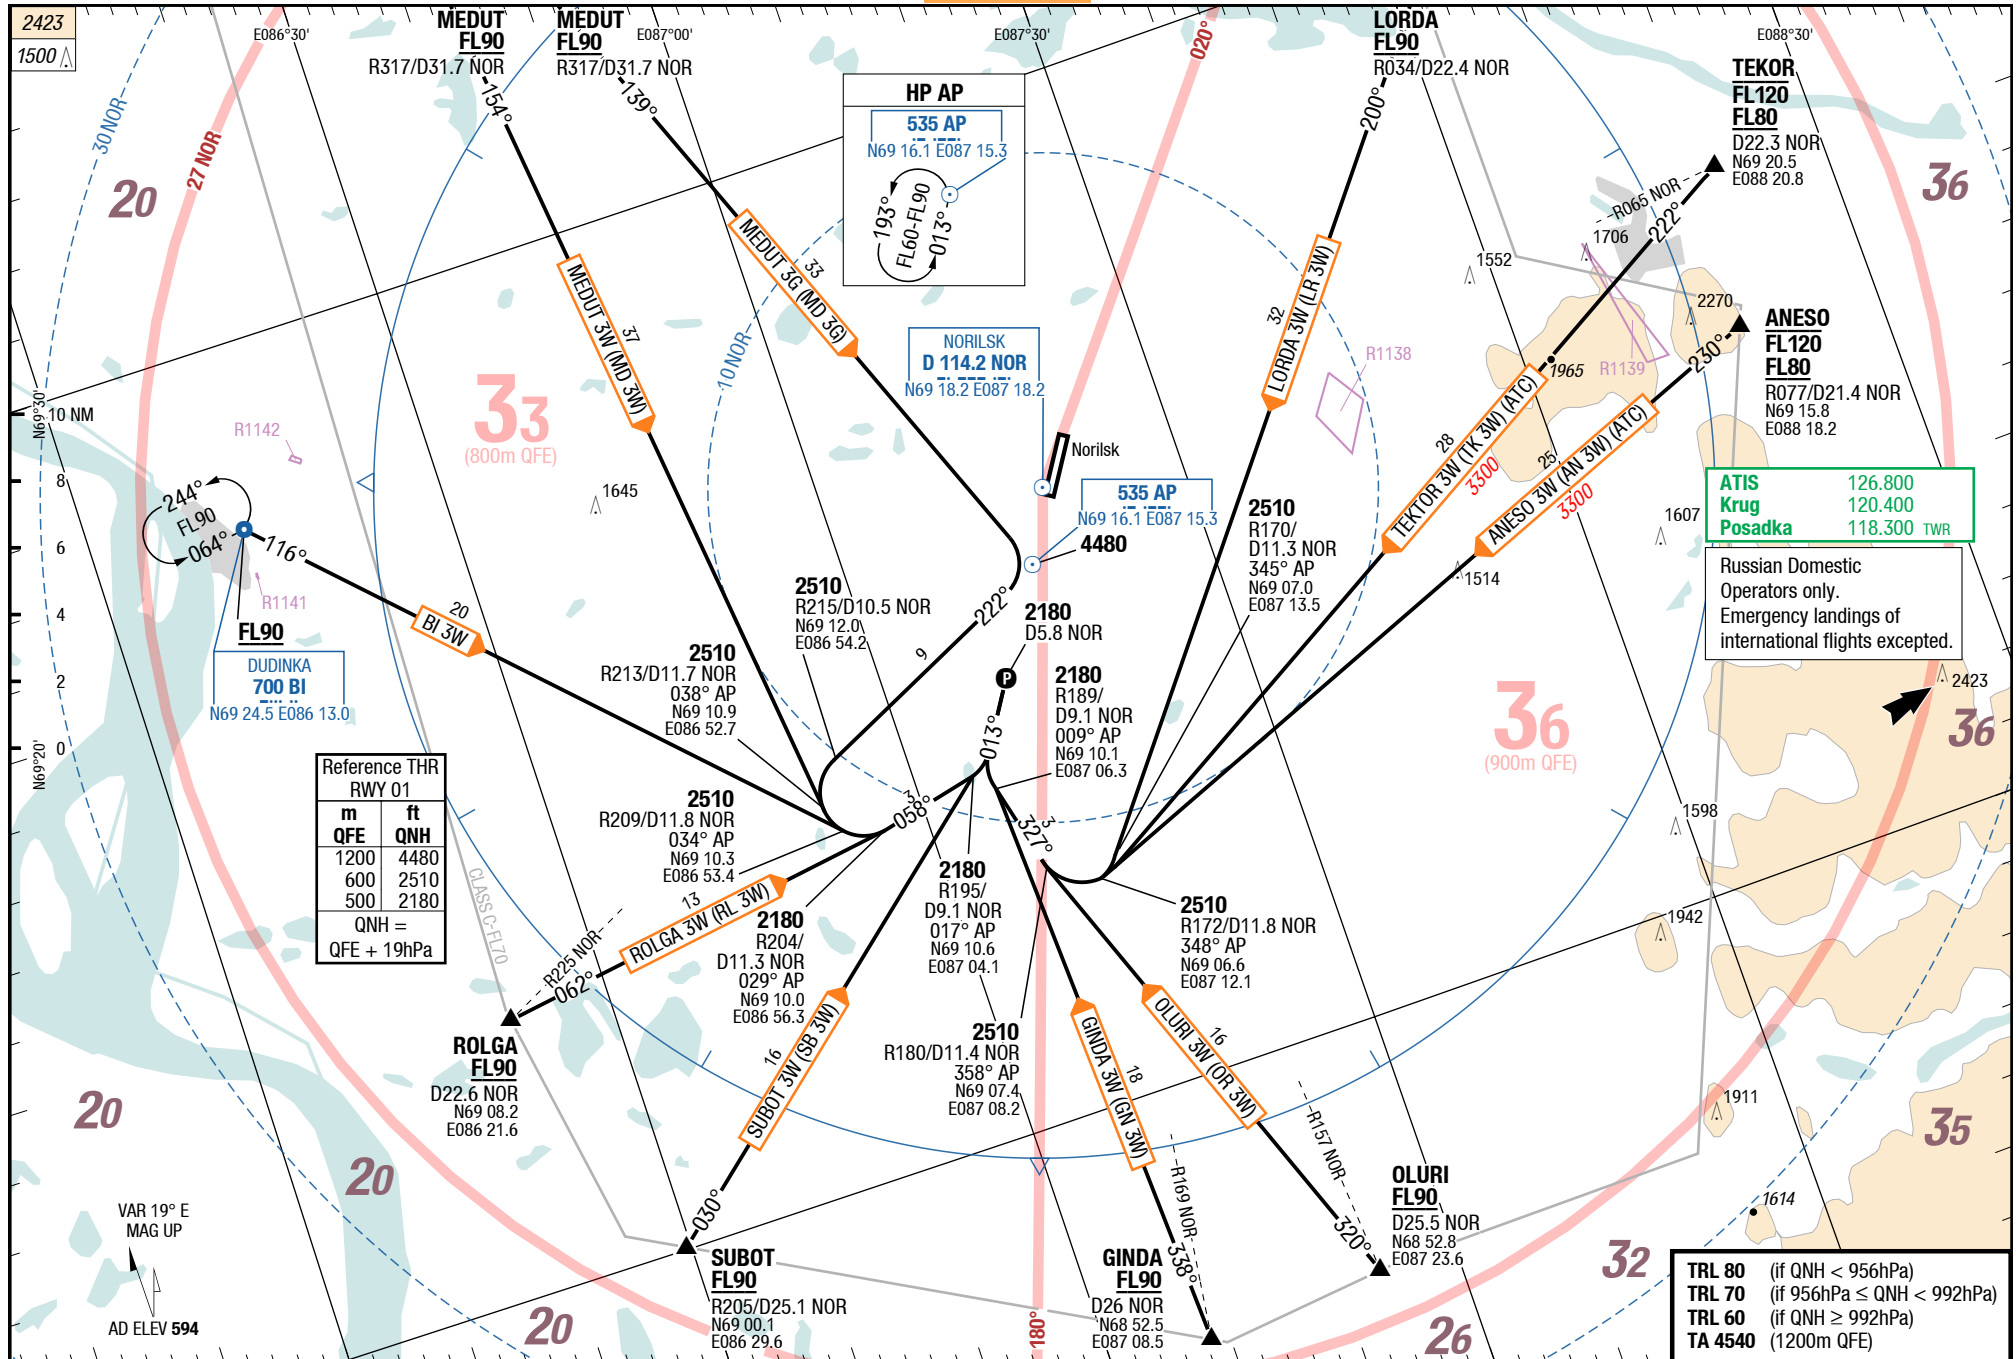 2423
1500
MEDUT
FL90
R317/D31.7 NOR
MEDUT
FL90
R317/D31.7 NOR
E086°30'
E087°00'
E087°30'
E088°30'
LORDA
FL90
R034/D22.4 NOR
TEKOR
FL120
FL80
D22.3 NOR
N69 20.5
E088 20.8
30 NOR
27 NOR
20
154°
139°
020°
200°
HP AP
535 AP
N69 16.1 E087 15.3
193°
FL60-FL90
013°
R065 NOR
222°
36
1706
1552
2270
MEDUT 3W (MD 3W)
37
MEDUT 3G (MD 3G)
33
LORDA 3W (LR 3W)
32
ANESO
FL120
FL80
R077/D21.4 NOR
N69 15.8
E088 18.2
230°
NORILSK
D 114.2 NOR
N69 18.2 E087 18.2
10 NOR
R1138
R1139
1965
33
(800m QFE)
N69°30'
10 NM
8
6
4
2
0
N69°20'
R1142
244°
FL90
064°
116°
R1141
FL90
DUDINKA
700 BI
N69 24.5 E086 13.0
1645
Norilsk
535 AP
N69 16.1 E087 15.3
4480
TEKTOR 3W (TK 3W) (ATC)
28
3300
ANESO 3W (AN 3W) (ATC)
25
3300
ATIS 126.800
Krug 120.400
Posadka 118.300 TWR
1607
1514
Russian Domestic
Operators only.
Emergency landings of
international flights excepted.
2423
36
BI 3W
20
2510
R215/D10.5 NOR
N69 12.0
E086 54.2
222°
9
2180
D5.8 NOR
P
2510
R170/
D11.3 NOR
345° AP
N69 07.0
E087 13.5
2510
R213/D11.7 NOR
038° AP
N69 10.9
E086 52.7
2180
R189/
D9.1 NOR
009° AP
N69 10.1
E087 06.3
013°
36
(900m QFE)
Reference THR
RWY 01
m ft
QFE QNH
1200 4480
600 2510
500 2180
QNH =
QFE + 19hPa
CLASS C-FL70
2510
R209/D11.8 NOR
034° AP
N69 10.3
E086 53.4
3
058°
3
327°
1598
2180
R195/
D9.1 NOR
017° AP
N69 10.6
E087 04.1
13
ROLGA 3W (RL 3W)
R225 NOR
062°
2180
R204/
D11.3 NOR
029° AP
N69 10.0
E086 56.3
2510
R172/D11.8 NOR
348° AP
N69 06.6
E087 12.1
1942
ROLGA
FL90
D22.6 NOR
N69 08.2
E086 21.6
16
SUBOT 3W (SB 3W)
2510
R180/D11.4 NOR
358° AP
N69 07.4
E087 08.2
GINDA 3W (GN 3W)
18
OLURI 3W (OR 3W)
16
1911
20
20
35
R169 NOR
R157 NOR
VAR 19° E
MAG UP
AD ELEV 594
030°
SUBOT
FL90
R205/D25.1 NOR
N69 00.1
E086 29.6
20
GINDA
FL90
D26 NOR
N68 52.5
E087 08.5
338°
180°
320°
OLURI
FL90
D25.5 NOR
N68 52.8
E087 23.6
1614
32
26
TRL 80 (if QNH < 956hPa)
TRL 70 (if 956hPa ≤ QNH < 992hPa)
TRL 60 (if QNH ≥ 992hPa)
TA 4540 (1200m QFE)